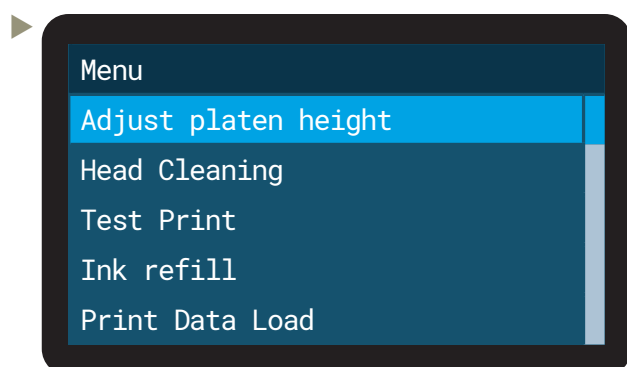 Menu
Adjust platen height
Head Cleaning
Test Print
Ink refill
Print Data Load